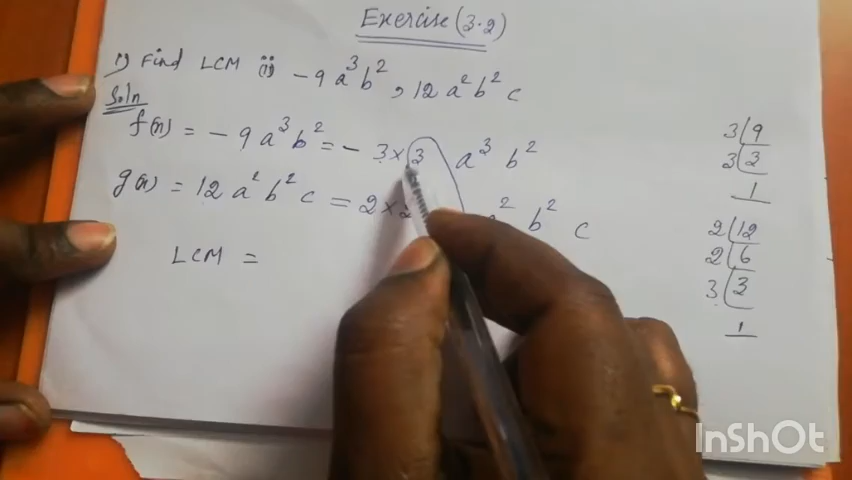 Exercise (3.2)
1) Find LCM (ii) - 9 a³ b² , 12 a² b² c
Soln
f(x) = - 9 a³ b² = - 3 × 3 a³ b²
g(x) = 12 a² b² c = 2 × 2 a² b² c
LCM =
3 9
3 3
1
2 12
2 6
3 3
1
InShOt